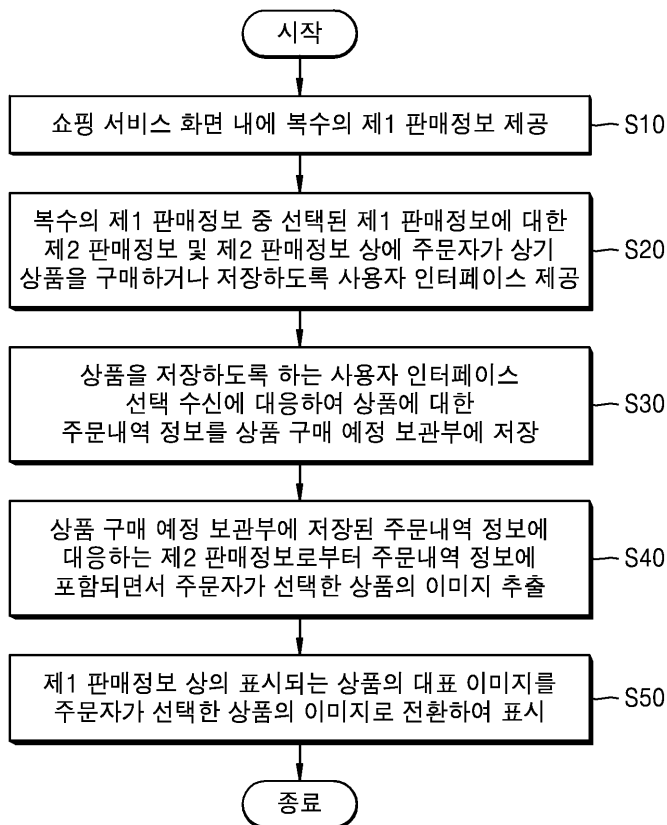 시작
쇼핑 서비스 화면 내에 복수의 제1 판매정보 제공
S10
복수의 제1 판매정보 중 선택된 제1 판매정보에 대한
제2 판매정보 및 제2 판매정보 상에 주문자가 상기
상품을 구매하거나 저장하도록 사용자 인터페이스 제공
S20
상품을 저장하도록 하는 사용자 인터페이스
선택 수신에 대응하여 상품에 대한
주문내역 정보를 상품 구매 예정 보관부에 저장
S30
상품 구매 예정 보관부에 저장된 주문내역 정보에
대응하는 제2 판매정보로부터 주문내역 정보에
포함되면서 주문자가 선택한 상품의 이미지 추출
S40
제1 판매정보 상의 표시되는 상품의 대표 이미지를
주문자가 선택한 상품의 이미지로 전환하여 표시
S50
종료